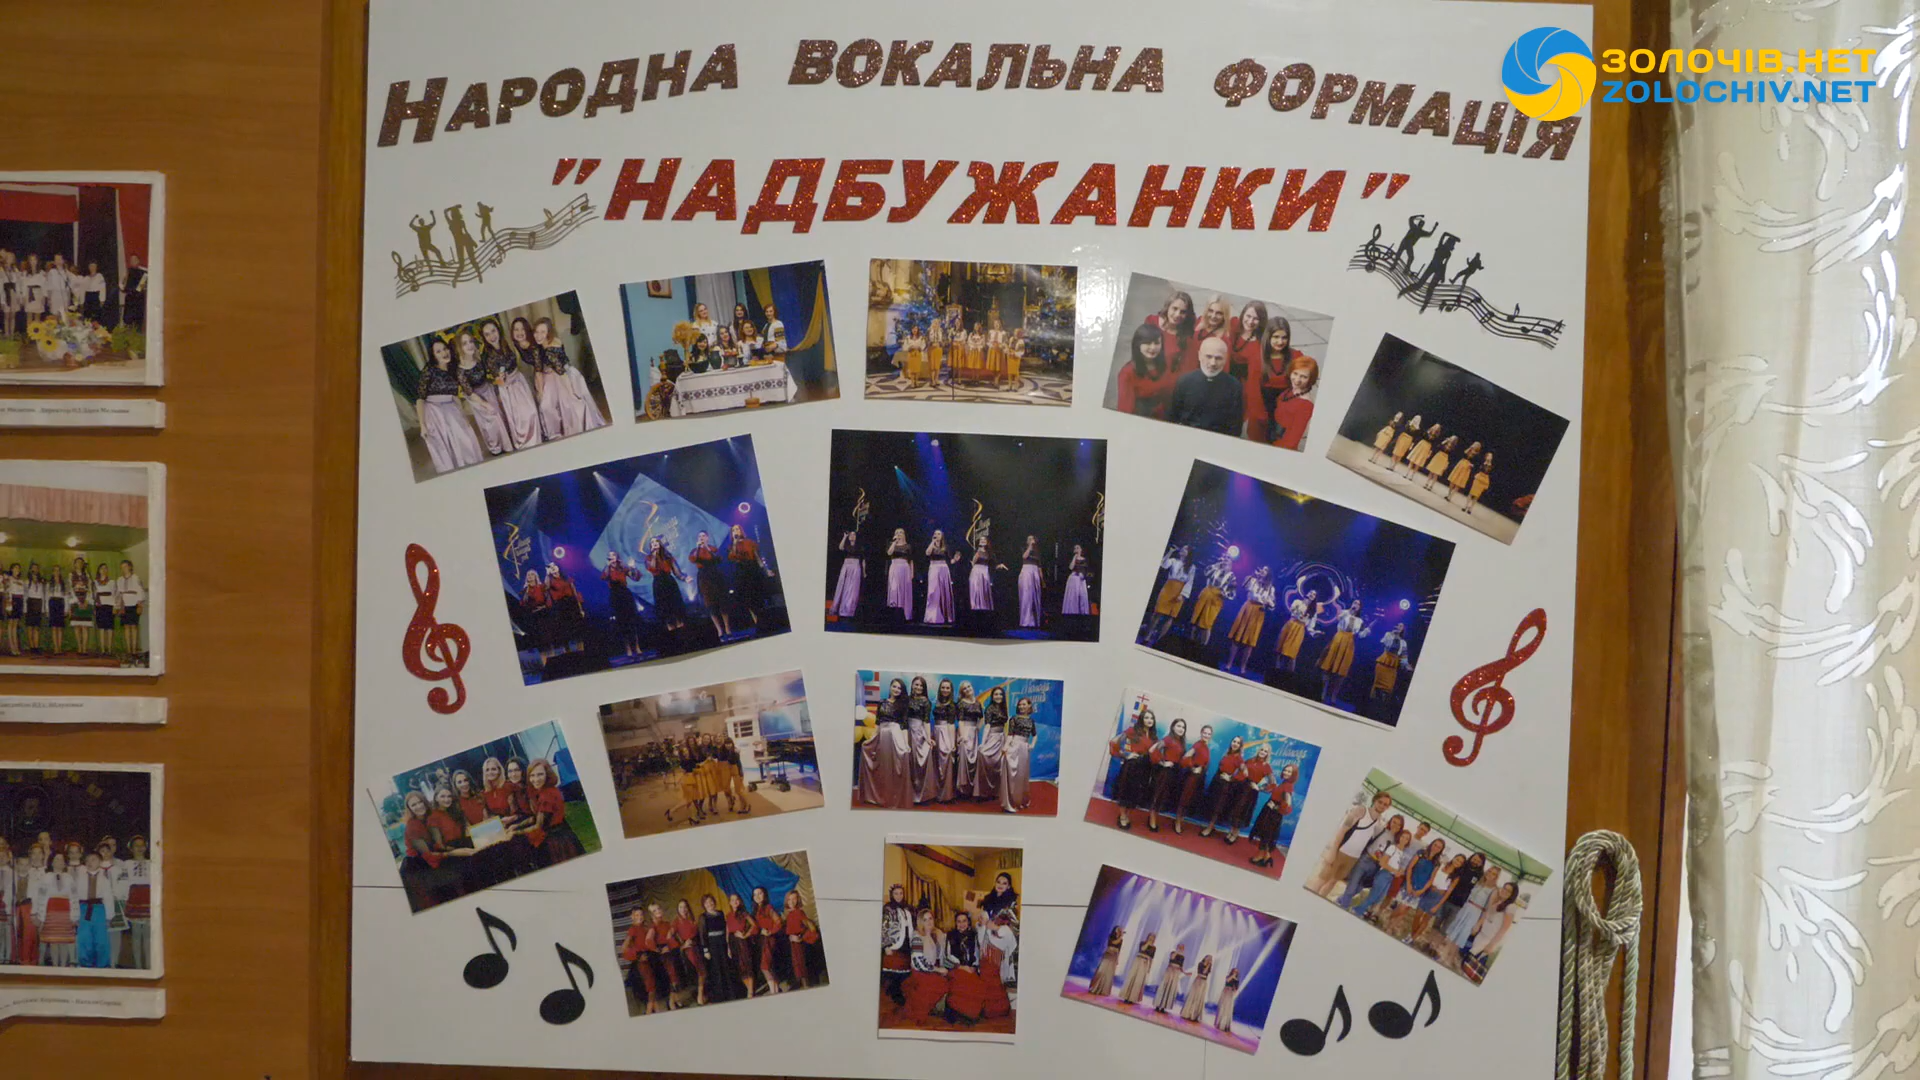 НАРОДНА ВОКАЛЬНА ФОРМАЦІЯ
"НАДБУЖАНКИ"
ЗОЛОЧІВ.НЕТ
ZOLOCHIV.NET